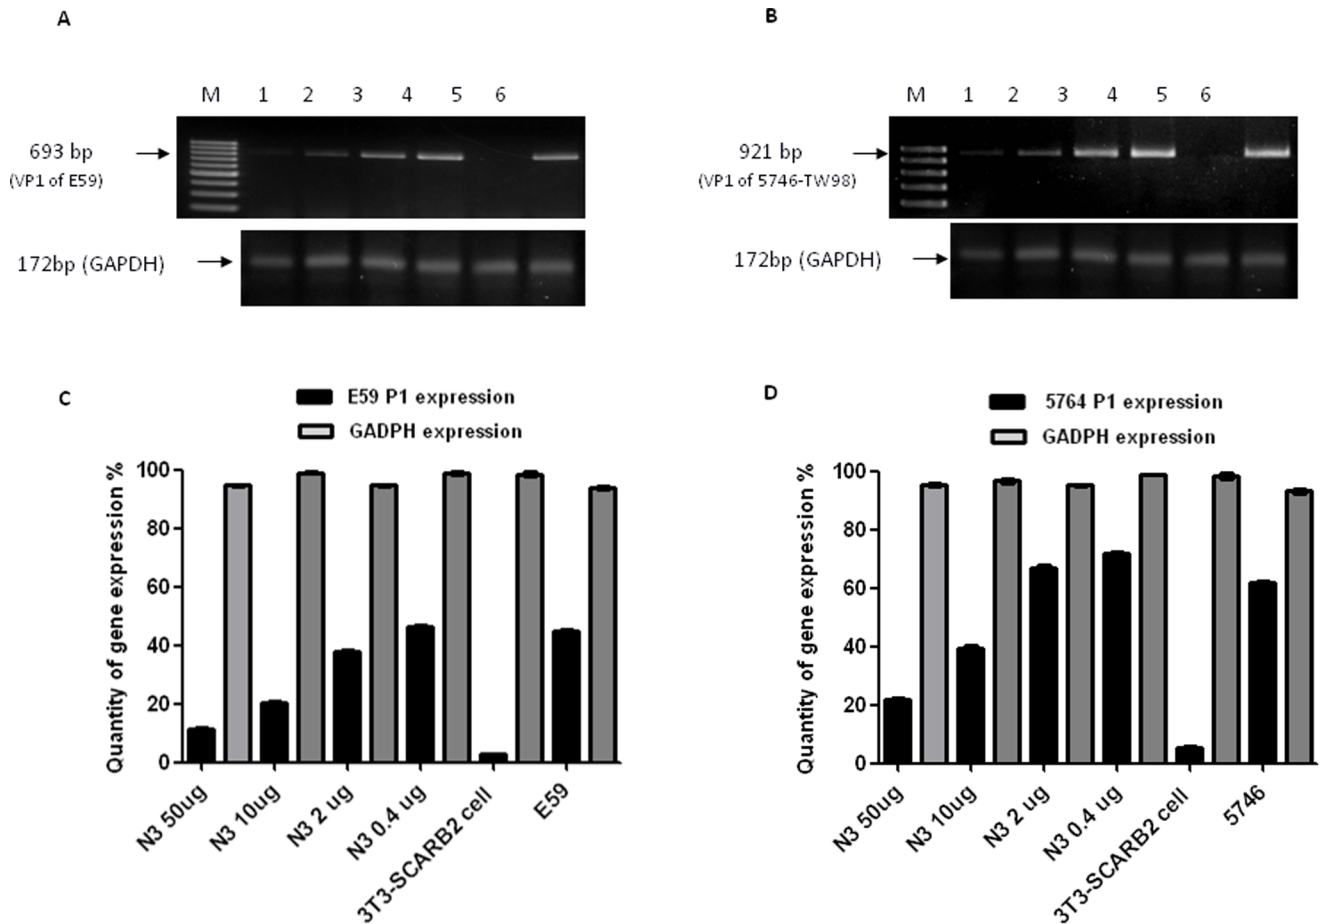 A
M 1 2 3 4 5 6
693 bp
(VP1 of E59)
172bp (GAPDH)
B
M 1 2 3 4 5 6
921 bp
(VP1 of 5746-TW98)
172bp (GAPDH)
C
E59 P1 expression
GADPH expression
Quantity of gene expression %
100
80
60
40
20
0
N3 50ug
N3 10ug
N3 2 ug
N3 0.4 ug
3T3-SCARB2 cell
E59
D
5764 P1 expression
GADPH expression
Quantity of gene expression %
100
80
60
40
20
0
N3 50ug
N3 10ug
N3 2 ug
N3 0.4 ug
3T3-SCARB2 cell
5746